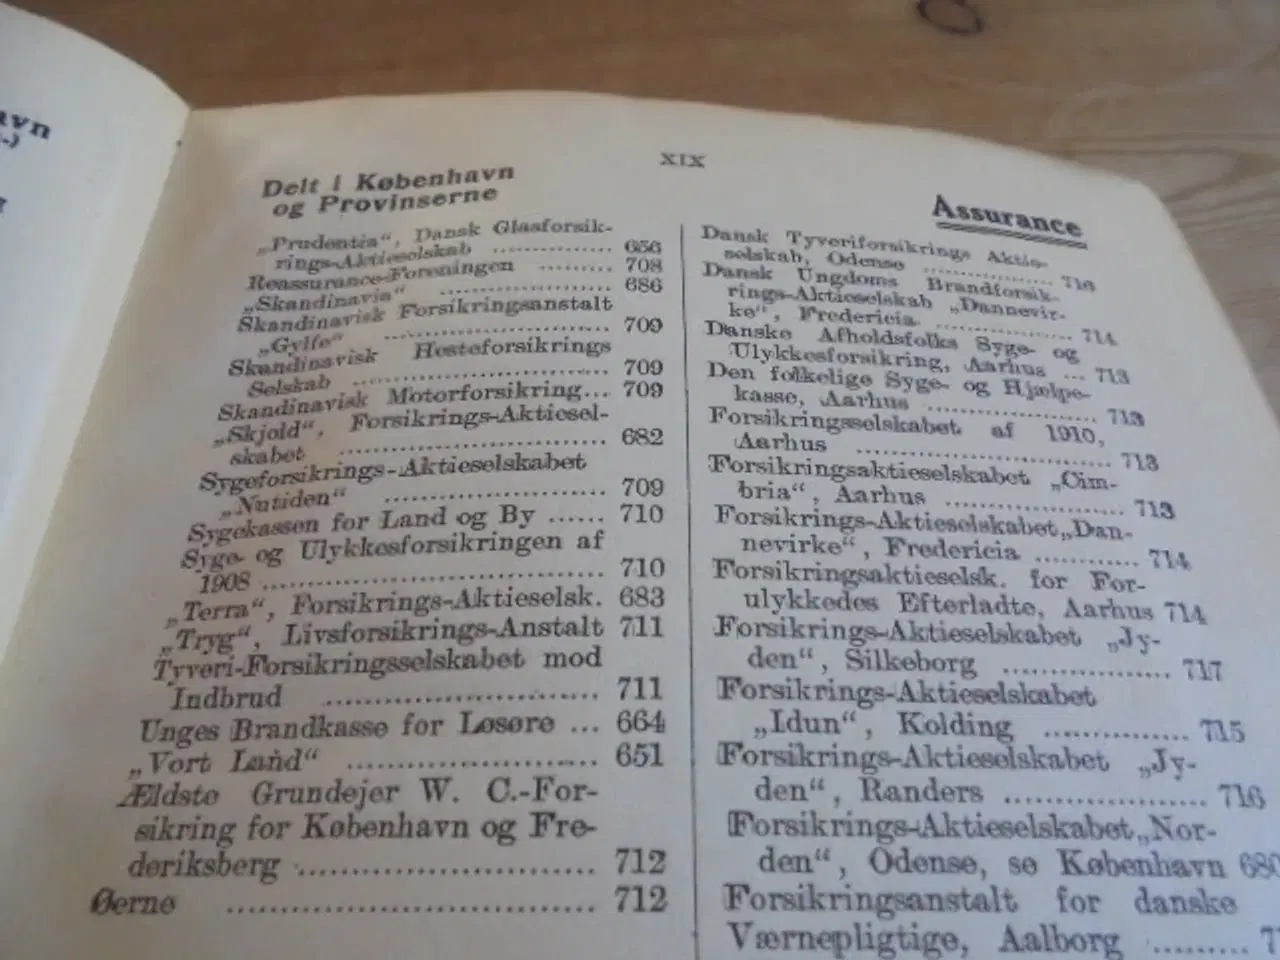 avn
XIX
Delt i København
og Provinserne
„Prudentia“, Dansk Glasforsik-
rings-Aktieselskab ............ 656
Reassurance-Foreningen ......... 708
„Skandinavia“ .................. 686
Skandinavisk Forsikringsanstalt
„Gylfe“ ........................ 709
Skandinavisk Hesteforsikrings
Selskab ........................ 709
Skandinavisk Motorforsikring... 709
„Skjold“, Forsikrings-Aktiesel-
skabet ......................... 682
Sygeforsikrings-Aktieselskabet
„Nutiden“ ...................... 709
Sygekassen for Land og By ...... 710
Syge- og Ulykkesforsikringen af
1908 ........................... 710
„Terra“, Forsikrings-Aktieselsk. 683
„Tryg“, Livsforsikrings-Anstalt 711
Tyveri-Forsikringsselskabet mod
Indbrud ........................ 711
Unges Brandkasse for Løsøre ... 664
„Vort Land“ .................... 651
Ældste Grundejer W. C.-For-
sikring for København og Fre-
deriksberg ..................... 712
Øerne .......................... 712
Assurance
Dansk Tyveriforsikrings Aktie-
selskab, Odense ................
Dansk Ungdoms Brandforsik-
rings-Aktieselskab „Dannevir-
ke“, Fredericia ................ 714
Danske Afholdsfolks Syge- og
Ulykkesforsikring, Aarhus ... 713
Den folkelige Syge- og Hjælpe-
kasse, Aarhus .................. 713
Forsikringsselskabet af 1910,
Aarhus ......................... 713
Forsikringsaktieselskabet „Cim-
bria“, Aarhus .................. 713
Forsikrings-Aktieselskabet „Dan-
nevirke“, Fredericia ........... 714
Forsikringsaktieselsk. for For-
ulykkedes Efterladte, Aarhus 714
Forsikrings-Aktieselskabet „Jy-
den“, Silkeborg ................ 717
Forsikrings-Aktieselskabet
„Idun“, Kolding ................ 715
Forsikrings-Aktieselskabet „Jy-
den“, Randers .................. 716
Forsikrings-Aktieselskabet „Nor-
den“, Odense, se København 680
Forsikringsanstalt for danske
Værnepligtige, Aalborg .........